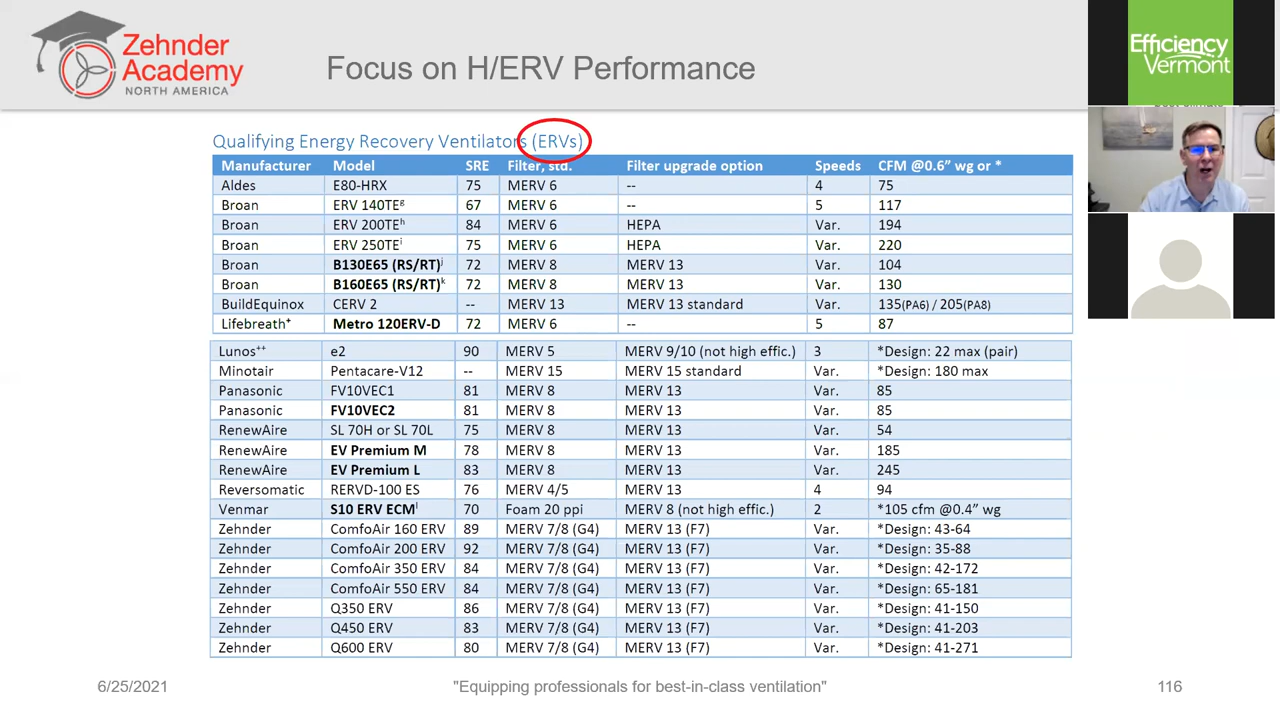 Zehnder
Academy
NORTH AMERICA
Focus on H/ERV Performance
Efficiency
Vermont
Qualifying Energy Recovery Ventilators (ERVs)
Manufacturer Model SRE Filter, std. Filter upgrade option Speeds CFM @0.6” wg or *
Aldes E80-HRX 75 MERV 6 -- 4 75
Broan ERV 140TEᵍ 67 MERV 6 -- 5 117
Broan ERV 200TEʰ 84 MERV 6 HEPA Var. 194
Broan ERV 250TEⁱ 75 MERV 6 HEPA Var. 220
Broan B130E65 (RS/RT)ʲ 72 MERV 8 MERV 13 Var. 104
Broan B160E65 (RS/RT)ᵏ 72 MERV 8 MERV 13 Var. 130
BuildEquinox CERV 2 -- MERV 13 MERV 13 standard Var. 135(PA6) / 205(PA8)
Lifebreath⁺ Metro 120ERV-D 72 MERV 6 -- 5 87
Lunos⁺⁺ e2 90 MERV 5 MERV 9/10 (not high effic.) 3 *Design: 22 max (pair)
Minotair Pentacare-V12 -- MERV 15 MERV 15 standard Var. *Design: 180 max
Panasonic FV10VEC1 81 MERV 8 MERV 13 Var. 85
Panasonic FV10VEC2 81 MERV 8 MERV 13 Var. 85
RenewAire SL 70H or SL 70L 75 MERV 8 MERV 13 Var. 54
RenewAire EV Premium M 78 MERV 8 MERV 13 Var. 185
RenewAire EV Premium L 83 MERV 8 MERV 13 Var. 245
Reversomatic RERVD-100 ES 76 MERV 4/5 MERV 13 4 94
Venmar S10 ERV ECMˡ 70 Foam 20 ppi MERV 8 (not high effic.) 2 *105 cfm @0.4” wg
Zehnder ComfoAir 160 ERV 89 MERV 7/8 (G4) MERV 13 (F7) Var. *Design: 43-64
Zehnder ComfoAir 200 ERV 92 MERV 7/8 (G4) MERV 13 (F7) Var. *Design: 35-88
Zehnder ComfoAir 350 ERV 84 MERV 7/8 (G4) MERV 13 (F7) Var. *Design: 42-172
Zehnder ComfoAir 550 ERV 84 MERV 7/8 (G4) MERV 13 (F7) Var. *Design: 65-181
Zehnder Q350 ERV 86 MERV 7/8 (G4) MERV 13 (F7) Var. *Design: 41-150
Zehnder Q450 ERV 83 MERV 7/8 (G4) MERV 13 (F7) Var. *Design: 41-203
Zehnder Q600 ERV 80 MERV 7/8 (G4) MERV 13 (F7) Var. *Design: 41-271
6/25/2021 "Equipping professionals for best-in-class ventilation" 116